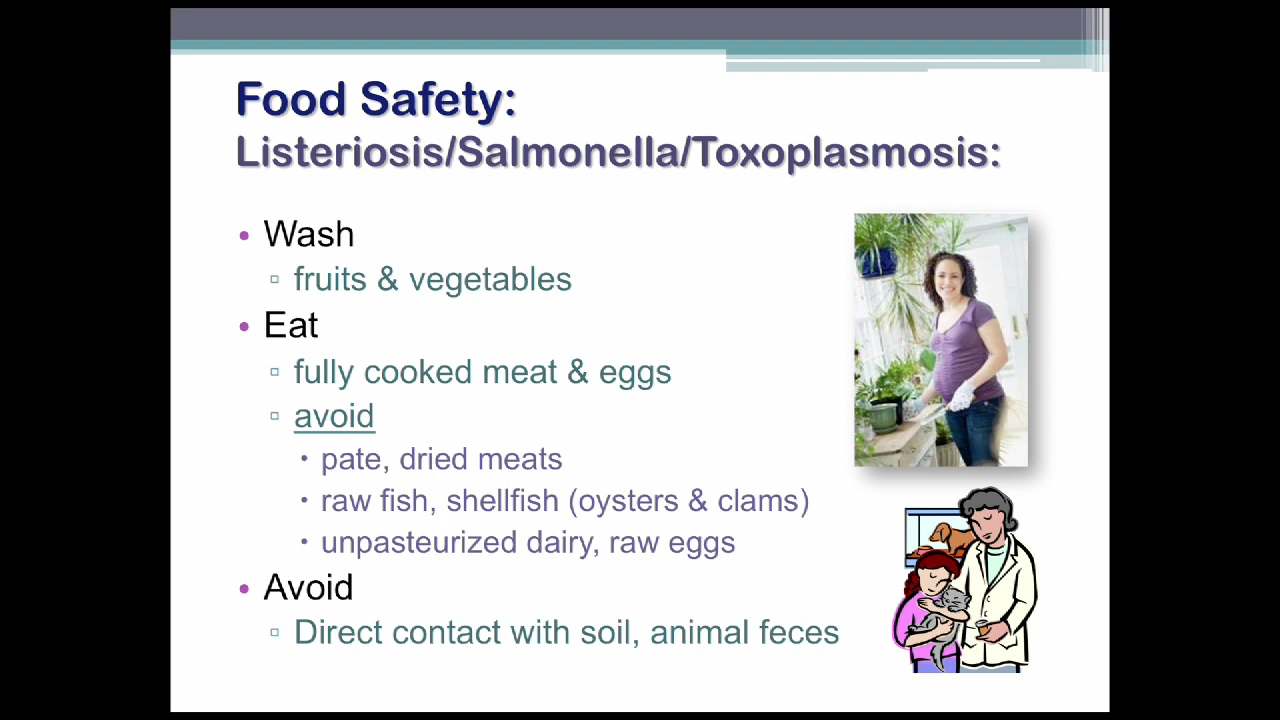 Food Safety:
Listeriosis/Salmonella/Toxoplasmosis:
• Wash
▫ fruits & vegetables
• Eat
▫ fully cooked meat & eggs
▫ avoid
• pate, dried meats
• raw fish, shellfish (oysters & clams)
• unpasteurized dairy, raw eggs
• Avoid
▫ Direct contact with soil, animal feces